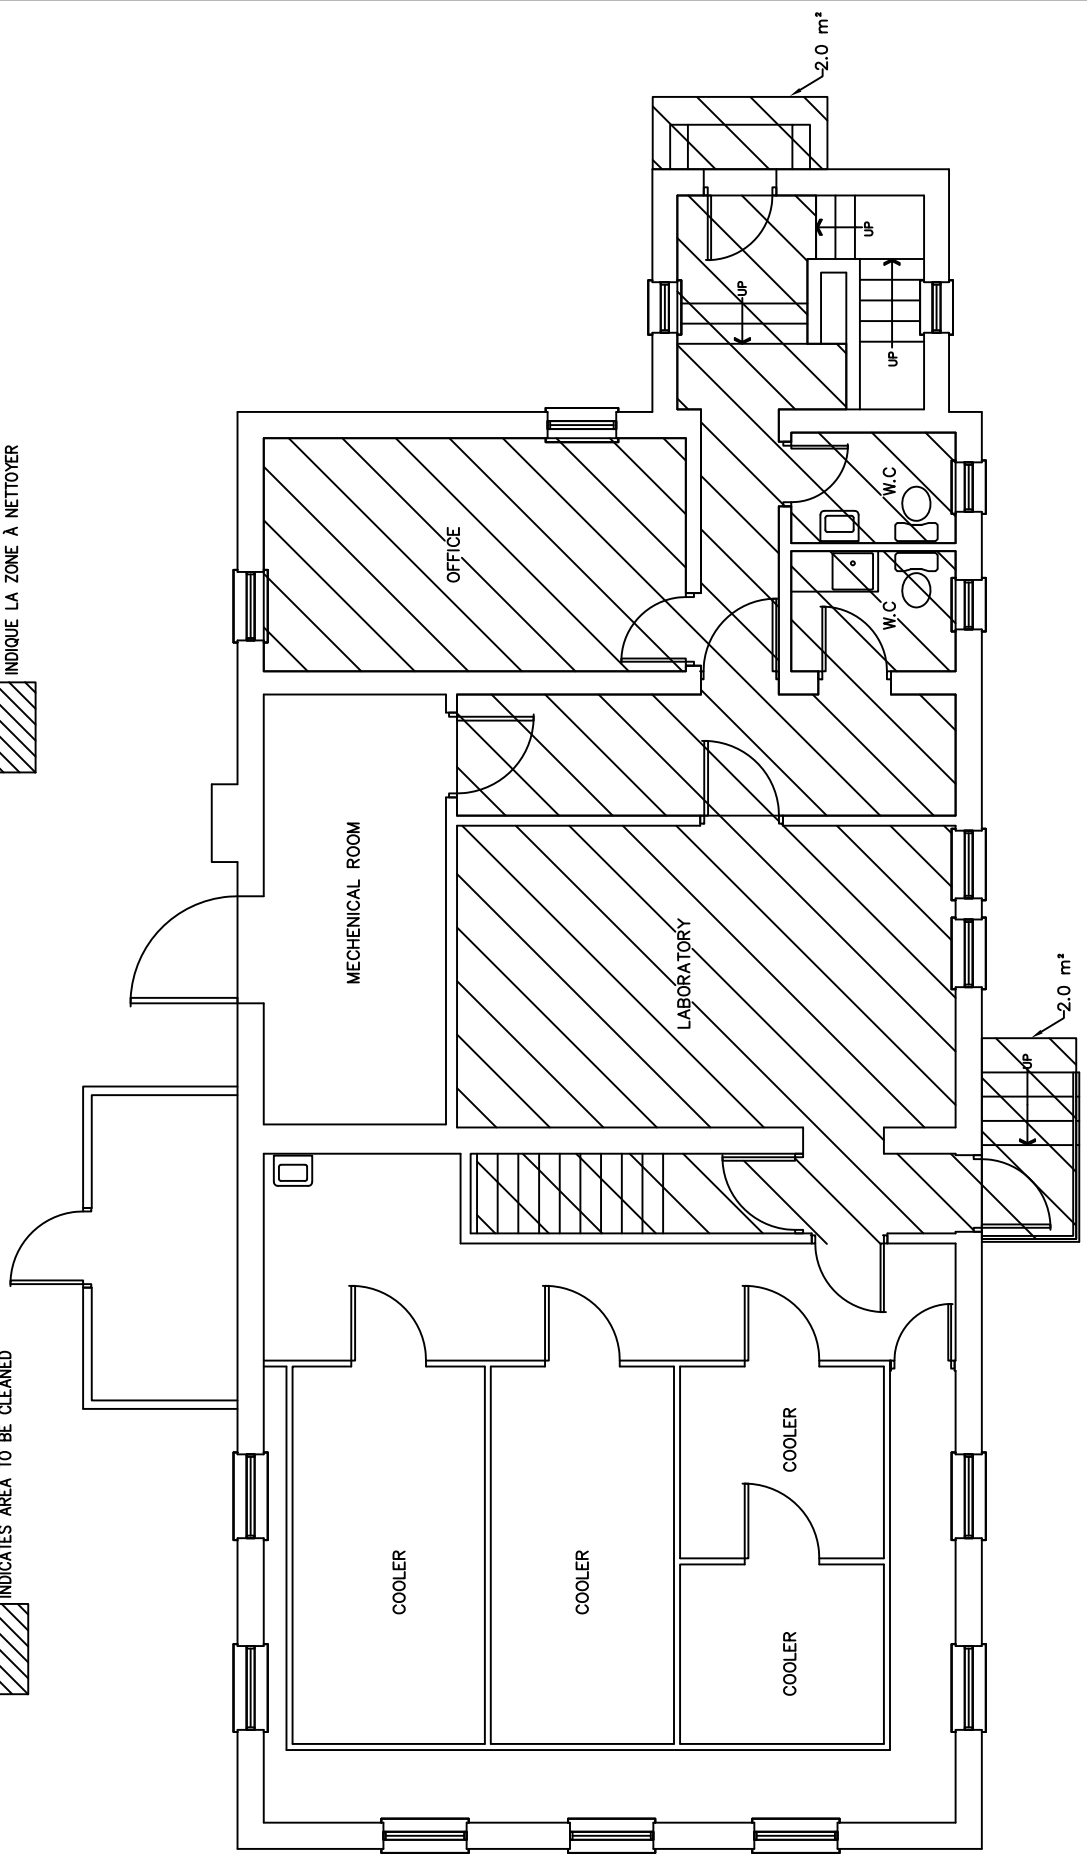 INDIQUE LA ZONE À NETTOYER
INDICATES AREA TO BE CLEANED
2.0 m²
UP
UP
UP
OFFICE
W.C
W.C
MECHENICAL ROOM
LABORATORY
2.0 m²
UP
COOLER
COOLER
COOLER
COOLER